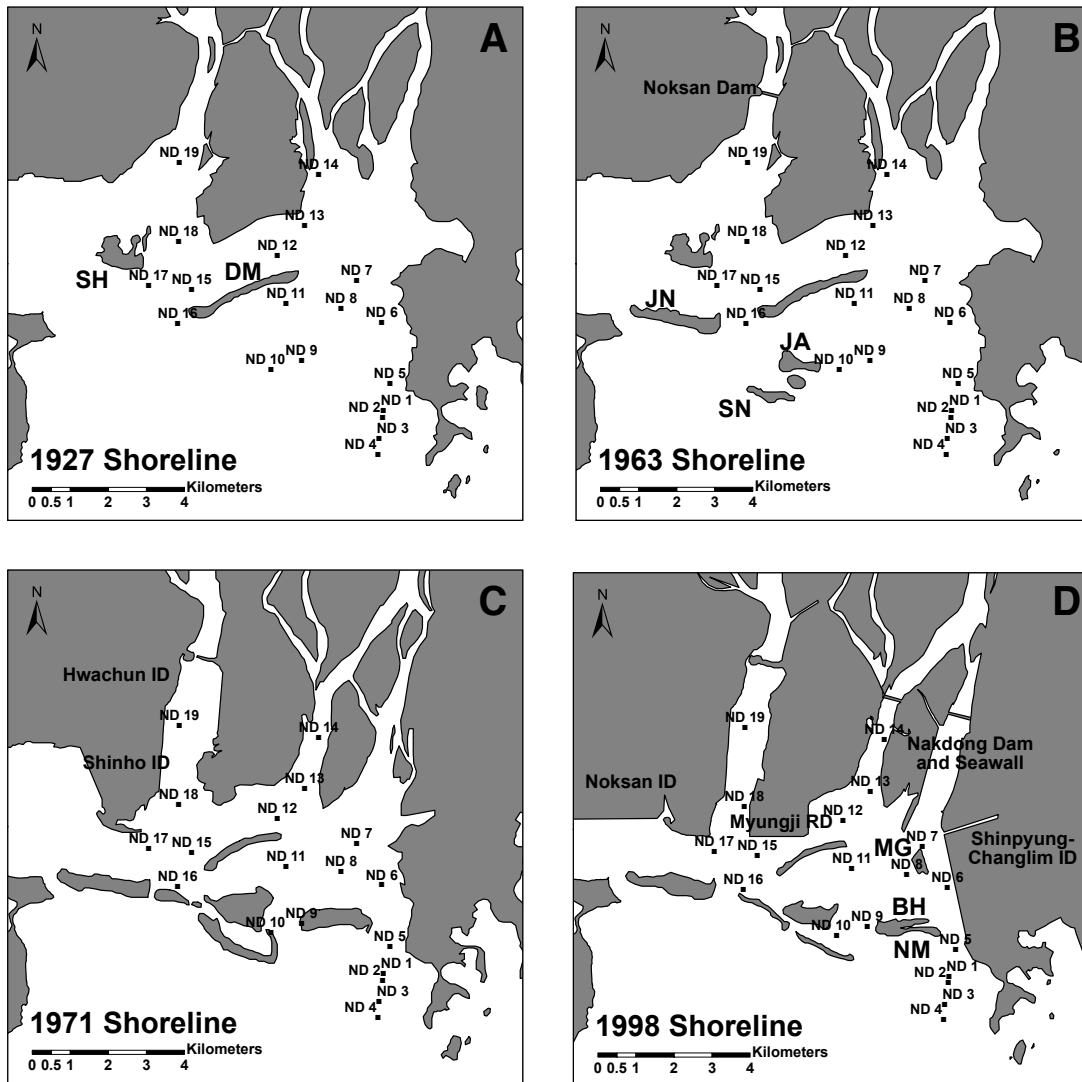 N
A
ND 19
ND 14
ND 13
ND 18
ND 12
SH
ND 17
ND 15
DM
ND 7
ND 11
ND 8
ND 16
ND 6
ND 10
ND 9
ND 5
ND 2
ND 1
ND 3
ND 4
1927 Shoreline
Kilometers
0 0.5 1 2 3 4
N
B
Noksan Dam
ND 19
ND 14
ND 13
ND 18
ND 12
ND 17
ND 15
ND 7
JN
ND 11
ND 8
ND 16
ND 6
JA
ND 10
ND 9
ND 5
SN
ND 2
ND 1
ND 3
ND 4
1963 Shoreline
Kilometers
0 0.5 1 2 3 4
N
C
Hwachun ID
ND 19
ND 14
Shinho ID
ND 13
ND 18
ND 12
ND 17
ND 15
ND 7
ND 11
ND 8
ND 16
ND 6
ND 10
ND 9
ND 5
ND 2
ND 1
ND 3
ND 4
1971 Shoreline
Kilometers
0 0.5 1 2 3 4
N
D
ND 19
ND 14
Nakdong Dam
and Seawall
Noksan ID
ND 13
ND 18
ND 12
Myungji RD
ND 17
ND 15
MG
ND 7
Shinpyung-
Changlim ID
ND 11
ND 8
ND 16
ND 6
BH
ND 10
ND 9
NM
ND 5
ND 2
ND 1
ND 3
ND 4
1998 Shoreline
Kilometers
0 0.5 1 2 3 4